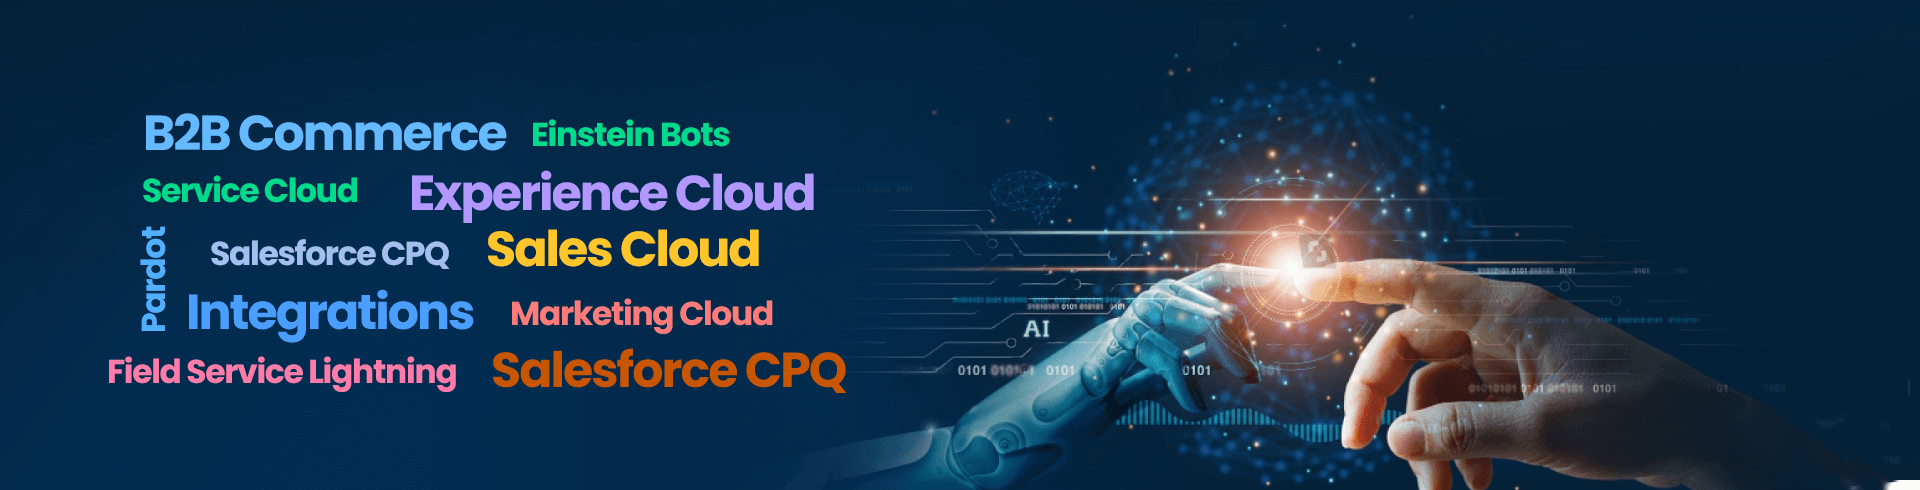 B2B Commerce Einstein Bots
Service Cloud Experience Cloud
Pardot
Salesforce CPQ Sales Cloud
Integrations Marketing Cloud
Field Service Lightning Salesforce CPQ
AI
0101
0101
0101
0101